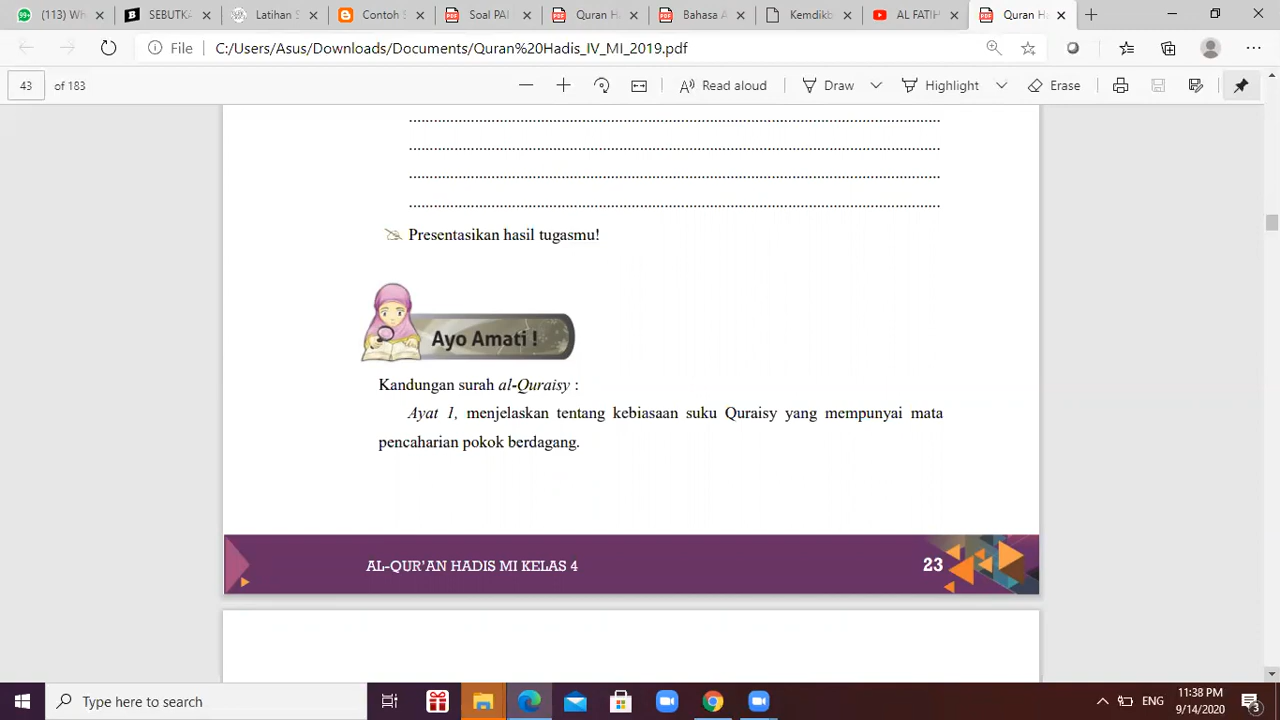 (113) Wh
SEBUTK
Latihan S
Contoh S
Soal PAI
Quran Ha
Bahasa A
Kemdikb
AL FATIH
Quran Ha
File
C:/Users/Asus/Downloads/Documents/Quran%20Hadis_IV_MI_2019.pdf
43 of 183
Read aloud
Draw
Highlight
Erase
Presentasikan hasil tugasmu!
Ayo Amati !
Kandungan surah al-Quraisy :
Ayat 1, menjelaskan tentang kebiasaan suku Quraisy yang mempunyai mata
pencaharian pokok berdagang.
AL-QUR'AN HADIS MI KELAS 4
23
Type here to search
ENG
11:38 PM
9/14/2020
3